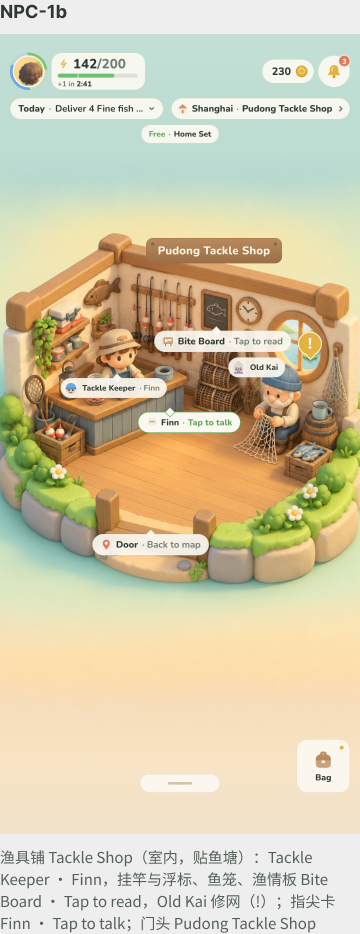 NPC-1b
142/200
+1 in 2:41
230
3
Today · Deliver 4 Fine fish ...
Shanghai · Pudong Tackle Shop
Free · Home Set
Pudong Tackle Shop
Bite Board · Tap to read
!
Old Kai
Tackle Keeper · Finn
Finn · Tap to talk
Door · Back to map
Bag
渔具铺 Tackle Shop（室内，贴鱼塘）：Tackle
Keeper · Finn，挂竿与浮标、鱼笼、渔情板 Bite
Board · Tap to read，Old Kai 修网（!）；指尖卡
Finn · Tap to talk；门头 Pudong Tackle Shop